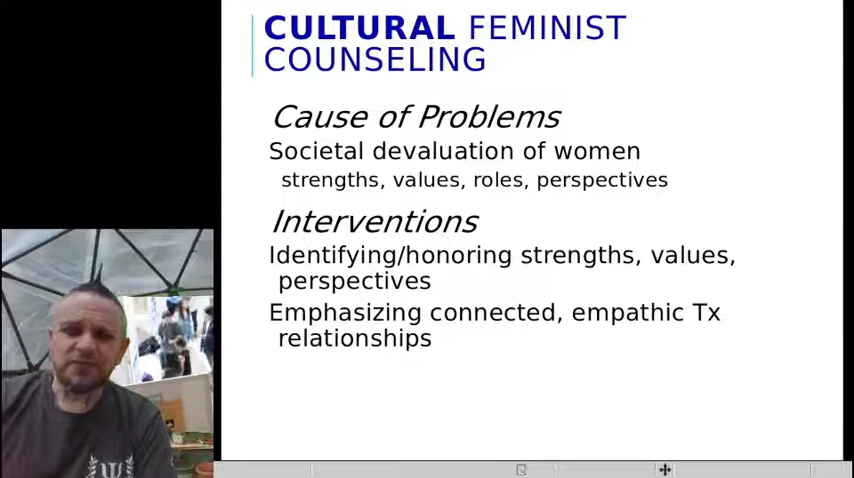 CULTURAL FEMINIST
COUNSELING
Cause of Problems
Societal devaluation of women
strengths, values, roles, perspectives
Interventions
Identifying/honoring strengths, values,
perspectives
Emphasizing connected, empathic Tx
relationships
Ψ